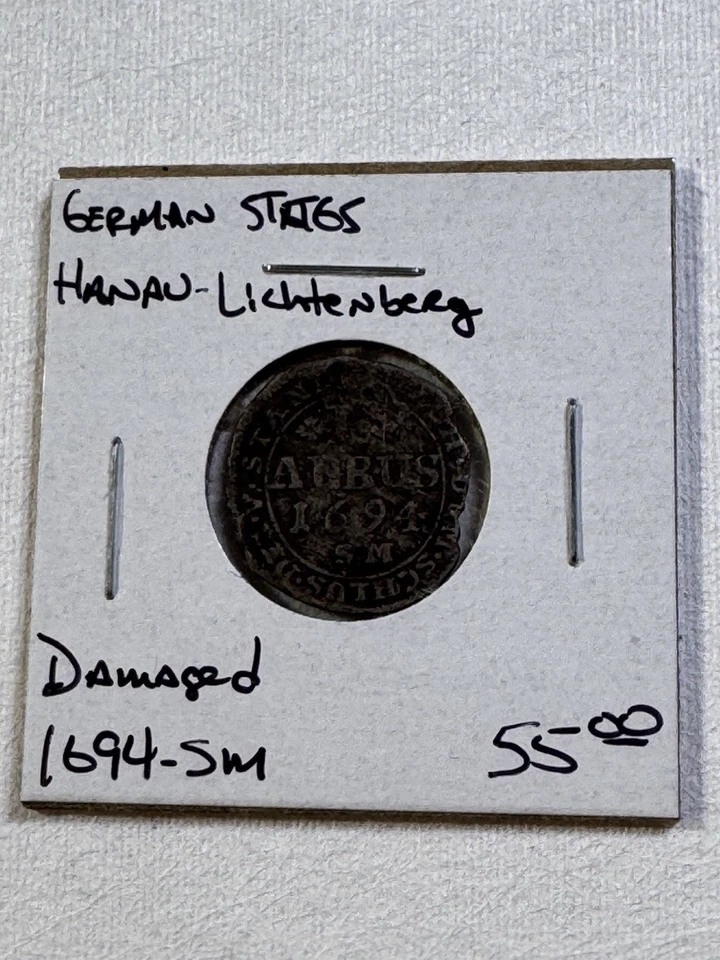 GERMAN STATES
HANAU-Lichtenberg
ALBUS
1694
SM
Damaged
1694-SM
55.00